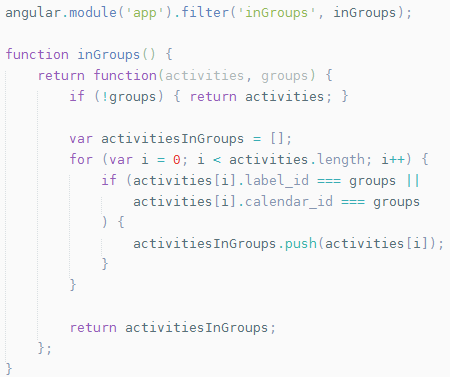 angular.module('app').filter('inGroups', inGroups);

function inGroups() {
    return function(activities, groups) {
        if (!groups) { return activities; }

        var activitiesInGroups = [];
        for (var i = 0; i < activities.length; i++) {
            if (activities[i].label_id === groups ||
                activities[i].calendar_id === groups
            ) {
                activitiesInGroups.push(activities[i]);
            }
        }

        return activitiesInGroups;
    };
}